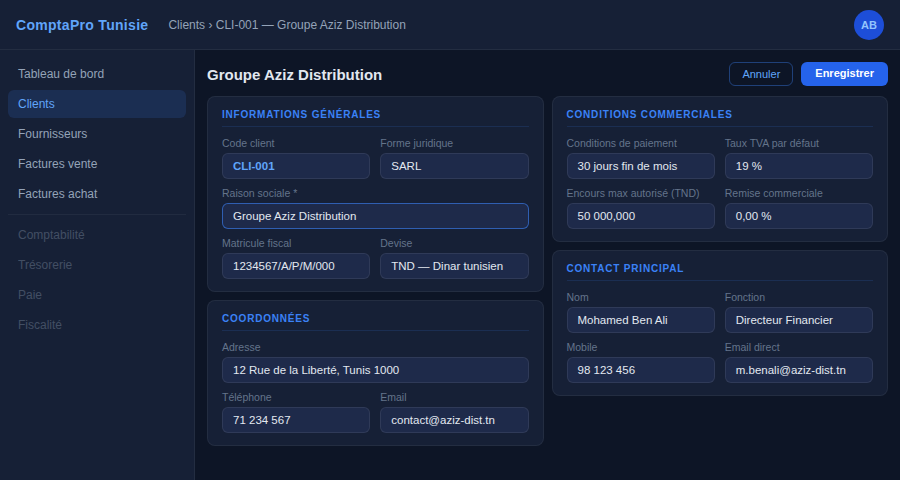 ComptaPro Tunisie
Clients › CLI-001 — Groupe Aziz Distribution
AB
Tableau de bord
Clients
Fournisseurs
Factures vente
Factures achat
Comptabilité
Trésorerie
Paie
Fiscalité
Groupe Aziz Distribution
Annuler
Enregistrer
INFORMATIONS GÉNÉRALES
Code client
CLI-001
Forme juridique
SARL
Raison sociale *
Groupe Aziz Distribution
Matricule fiscal
1234567/A/P/M/000
Devise
TND — Dinar tunisien
COORDONNÉES
Adresse
12 Rue de la Liberté, Tunis 1000
Téléphone
71 234 567
Email
contact@aziz-dist.tn
CONDITIONS COMMERCIALES
Conditions de paiement
30 jours fin de mois
Taux TVA par défaut
19 %
Encours max autorisé (TND)
50 000,000
Remise commerciale
0,00 %
CONTACT PRINCIPAL
Nom
Mohamed Ben Ali
Fonction
Directeur Financier
Mobile
98 123 456
Email direct
m.benali@aziz-dist.tn